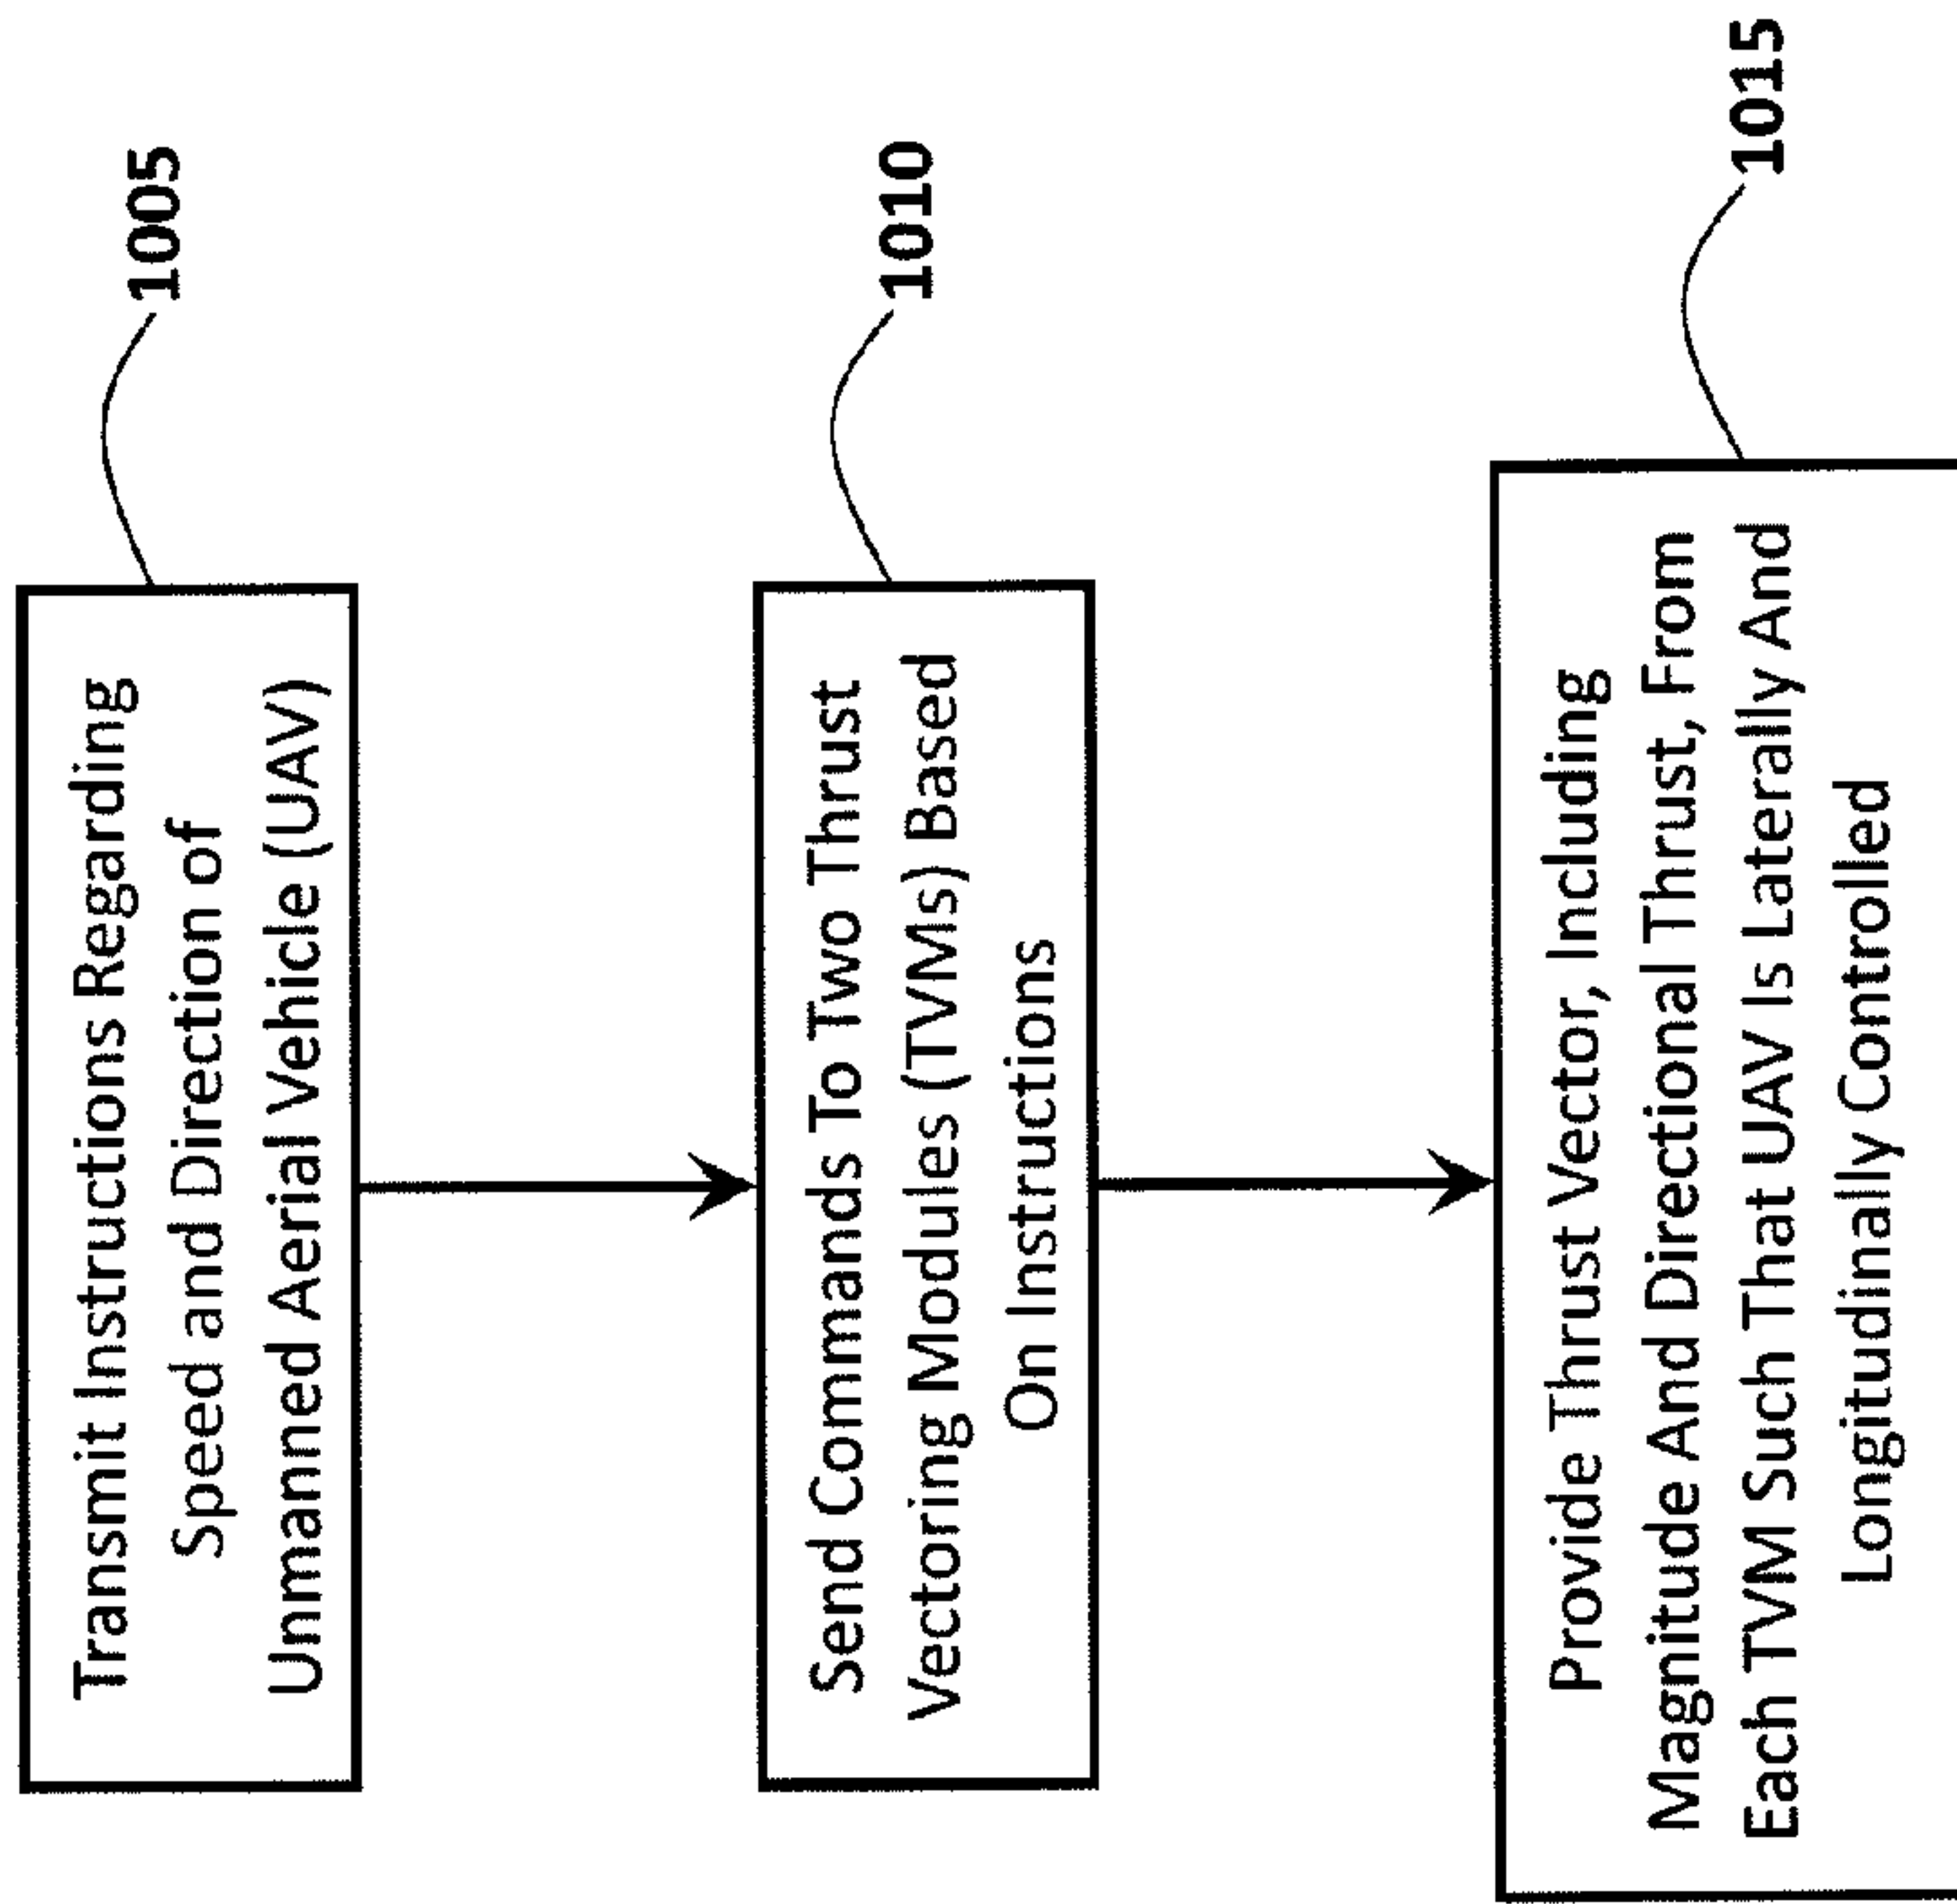 Transmit Instructions Regarding
Speed and Direction of
Unmanned Aerial Vehicle (UAV)
1005
Send Commands To Two Thrust
Vectoring Modules (TVMs) Based
On Instructions
1010
Provide Thrust Vector, Including
Magnitude And Directional Thrust, From
Each TVM Such That UAV Is Laterally And
Longitudinally Controlled
1015